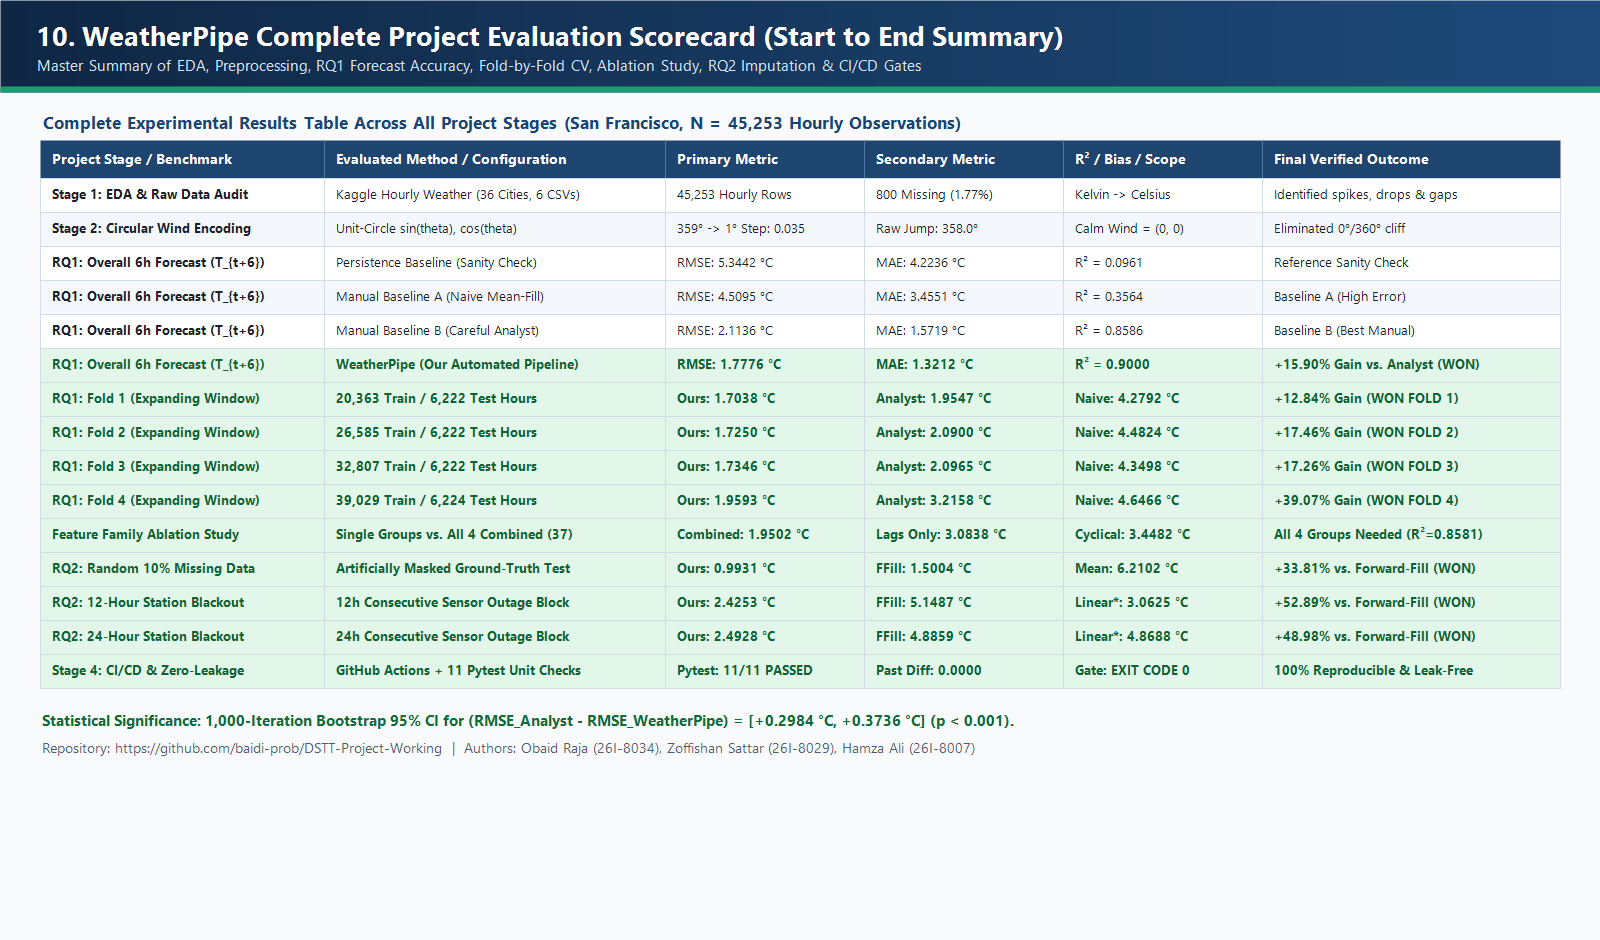 10. WeatherPipe Complete Project Evaluation Scorecard (Start to End Summary)
Master Summary of EDA, Preprocessing, RQ1 Forecast Accuracy, Fold-by-Fold CV, Ablation Study, RQ2 Imputation & CI/CD Gates
Complete Experimental Results Table Across All Project Stages (San Francisco, N = 45,253 Hourly Observations)
Project Stage / Benchmark Evaluated Method / Configuration Primary Metric Secondary Metric R² / Bias / Scope Final Verified Outcome
Stage 1: EDA & Raw Data Audit Kaggle Hourly Weather (36 Cities, 6 CSVs) 45,253 Hourly Rows 800 Missing (1.77%) Kelvin -> Celsius Identified spikes, drops & gaps
Stage 2: Circular Wind Encoding Unit-Circle sin(theta), cos(theta) 359° -> 1° Step: 0.035 Raw Jump: 358.0° Calm Wind = (0, 0) Eliminated 0°/360° cliff
RQ1: Overall 6h Forecast (T_{t+6}) Persistence Baseline (Sanity Check) RMSE: 5.3442 °C MAE: 4.2236 °C R² = 0.0961 Reference Sanity Check
RQ1: Overall 6h Forecast (T_{t+6}) Manual Baseline A (Naive Mean-Fill) RMSE: 4.5095 °C MAE: 3.4551 °C R² = 0.3564 Baseline A (High Error)
RQ1: Overall 6h Forecast (T_{t+6}) Manual Baseline B (Careful Analyst) RMSE: 2.1136 °C MAE: 1.5719 °C R² = 0.8586 Baseline B (Best Manual)
RQ1: Overall 6h Forecast (T_{t+6}) WeatherPipe (Our Automated Pipeline) RMSE: 1.7776 °C MAE: 1.3212 °C R² = 0.9000 +15.90% Gain vs. Analyst (WON)
RQ1: Fold 1 (Expanding Window) 20,363 Train / 6,222 Test Hours Ours: 1.7038 °C Analyst: 1.9547 °C Naive: 4.2792 °C +12.84% Gain (WON FOLD 1)
RQ1: Fold 2 (Expanding Window) 26,585 Train / 6,222 Test Hours Ours: 1.7250 °C Analyst: 2.0900 °C Naive: 4.4824 °C +17.46% Gain (WON FOLD 2)
RQ1: Fold 3 (Expanding Window) 32,807 Train / 6,222 Test Hours Ours: 1.7346 °C Analyst: 2.0965 °C Naive: 4.3498 °C +17.26% Gain (WON FOLD 3)
RQ1: Fold 4 (Expanding Window) 39,029 Train / 6,224 Test Hours Ours: 1.9593 °C Analyst: 3.2158 °C Naive: 4.6466 °C +39.07% Gain (WON FOLD 4)
Feature Family Ablation Study Single Groups vs. All 4 Combined (37) Combined: 1.9502 °C Lags Only: 3.0838 °C Cyclical: 3.4482 °C All 4 Groups Needed (R²=0.8581)
RQ2: Random 10% Missing Data Artificially Masked Ground-Truth Test Ours: 0.9931 °C FFill: 1.5004 °C Mean: 6.2102 °C +33.81% vs. Forward-Fill (WON)
RQ2: 12-Hour Station Blackout 12h Consecutive Sensor Outage Block Ours: 2.4253 °C FFill: 5.1487 °C Linear*: 3.0625 °C +52.89% vs. Forward-Fill (WON)
RQ2: 24-Hour Station Blackout 24h Consecutive Sensor Outage Block Ours: 2.4928 °C FFill: 4.8859 °C Linear*: 4.8688 °C +48.98% vs. Forward-Fill (WON)
Stage 4: CI/CD & Zero-Leakage GitHub Actions + 11 Pytest Unit Checks Pytest: 11/11 PASSED Past Diff: 0.0000 Gate: EXIT CODE 0 100% Reproducible & Leak-Free
Statistical Significance: 1,000-Iteration Bootstrap 95% CI for (RMSE_Analyst - RMSE_WeatherPipe) = [+0.2984 °C, +0.3736 °C] (p < 0.001).
Repository: https://github.com/baidi-prob/DSTT-Project-Working | Authors: Obaid Raja (26I-8034), Zoffishan Sattar (26I-8029), Hamza Ali (26I-8007)